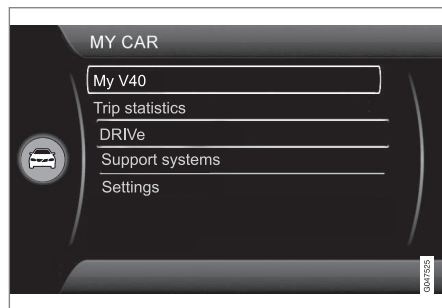 MY CAR
My V40
Trip statistics
DRIVe
Support systems
Settings
G047525